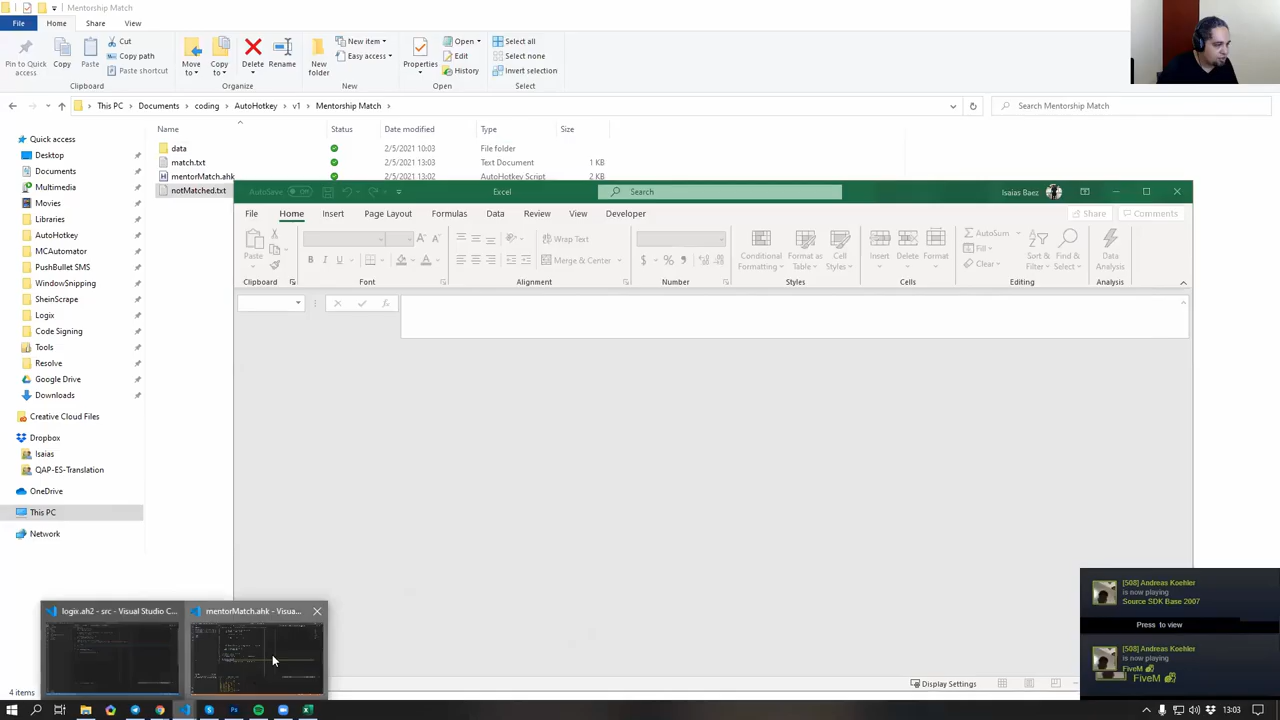 Mentorship Match
File
Home
Share
View
Pin to Quick access
Copy
Paste
Cut
Copy path
Paste shortcut
Clipboard
Move to
Copy to
Delete
Rename
Organize
New folder
New item
Easy access
New
Properties
Open
Edit
History
Open
Select all
Select none
Invert selection
Select
This PC
Documents
coding
AutoHotkey
v1
Mentorship Match
Search Mentorship Match
Name
Status
Date modified
Type
Size
data
2/5/2021 10:03
File folder
match.txt
2/5/2021 13:03
Text Document
1 KB
mentorMatch.ahk
2/5/2021 13:02
AutoHotkey Script
2 KB
notMatched.txt
Quick access
Desktop
Documents
Multimedia
Movies
Libraries
AutoHotkey
MCAutomator
PushBullet SMS
WindowSnipping
SheinScrape
Logix
Code Signing
Tools
Resolve
Google Drive
Downloads
Creative Cloud Files
Dropbox
Isaias
QAP-ES-Translation
OneDrive
This PC
Network
4 items
AutoSave
Off
Excel
Search
Isaias Baez
File
Home
Insert
Page Layout
Formulas
Data
Review
View
Developer
Share
Comments
Paste
Clipboard
B I U
Font
Wrap Text
Merge & Center
Alignment
$ % 
Number
Conditional Formatting
Format as Table
Cell Styles
Styles
Insert
Delete
Format
Cells
AutoSum
Fill
Clear
Sort & Filter
Find & Select
Editing
Data Analysis
Analysis
fx
Display Settings
logix.ah2 - src - Visual Studio C...
mentorMatch.ahk - Visua...
[508] Andreas Koehler
is now playing
Source SDK Base 2007
Press to view
[508] Andreas Koehler
is now playing
FiveM
FiveM
13:03